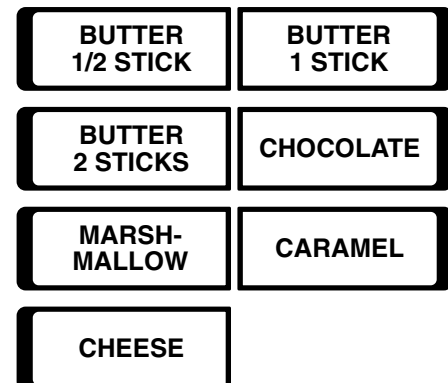 BUTTER
1/2 STICK
BUTTER
1 STICK
BUTTER
2 STICKS
CHOCOLATE
MARSH-
MALLOW
CARAMEL
CHEESE